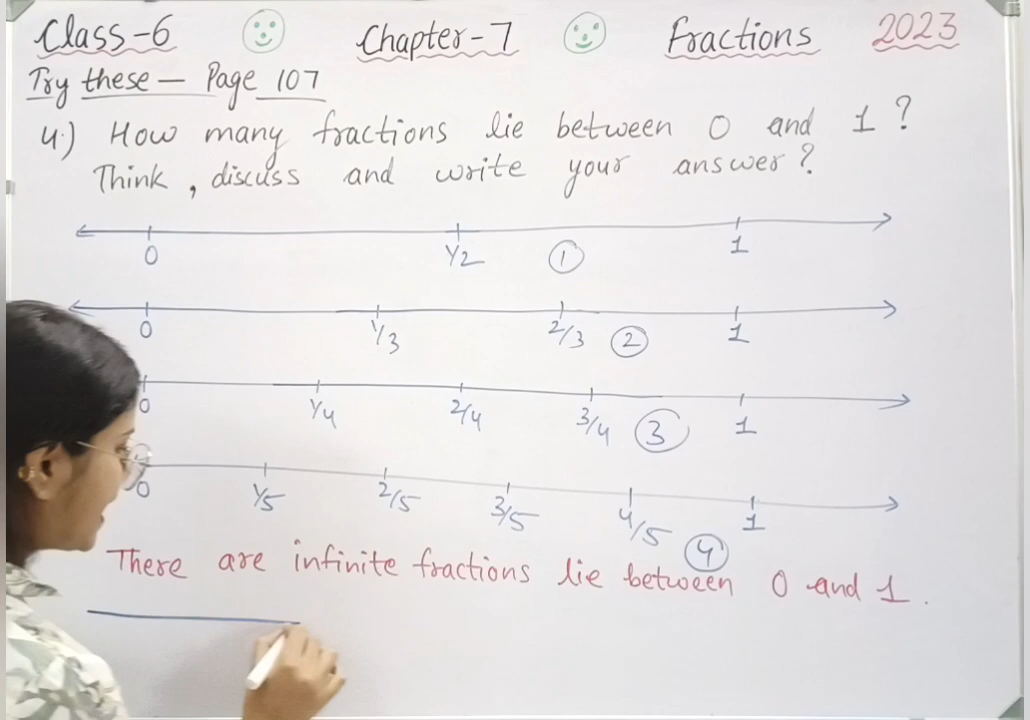 Class-6 Chapter-7 Fractions 2023
Try these — Page 107
4.) How many fractions lie between 0 and 1 ?
Think , discuss and write your answer ?
0 1/2 1 1
0 1/3 2/3 2 1
0 1/4 2/4 3/4 3 1
0 1/5 2/5 3/5 4/5 4 1
There are infinite fractions lie between 0 and 1 .